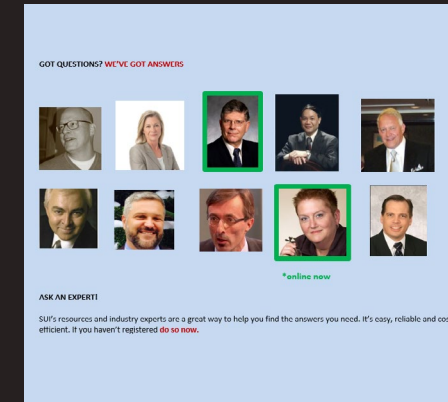 GOT QUESTIONS? WE'VE GOT ANSWERS
*online now
ASK AN EXPERT!
SUI's resources and industry experts are a great way to help you find the answers you need. It's easy, reliable and cos
efficient. If you haven't registered do so now.